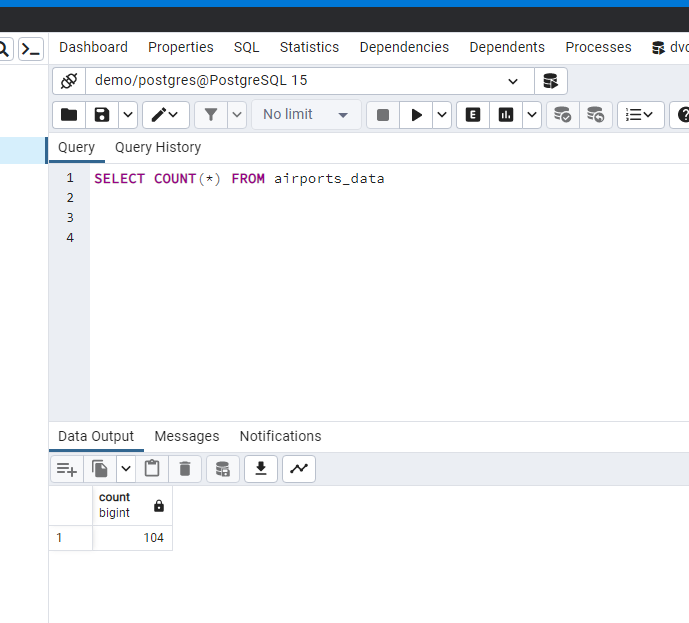 Dashboard Properties SQL Statistics Dependencies Dependents Processes
demo/postgres@PostgreSQL 15
No limit
E
Query Query History
1 SELECT COUNT(*) FROM airports_data
2
3
4
Data Output Messages Notifications
count
bigint
1 104